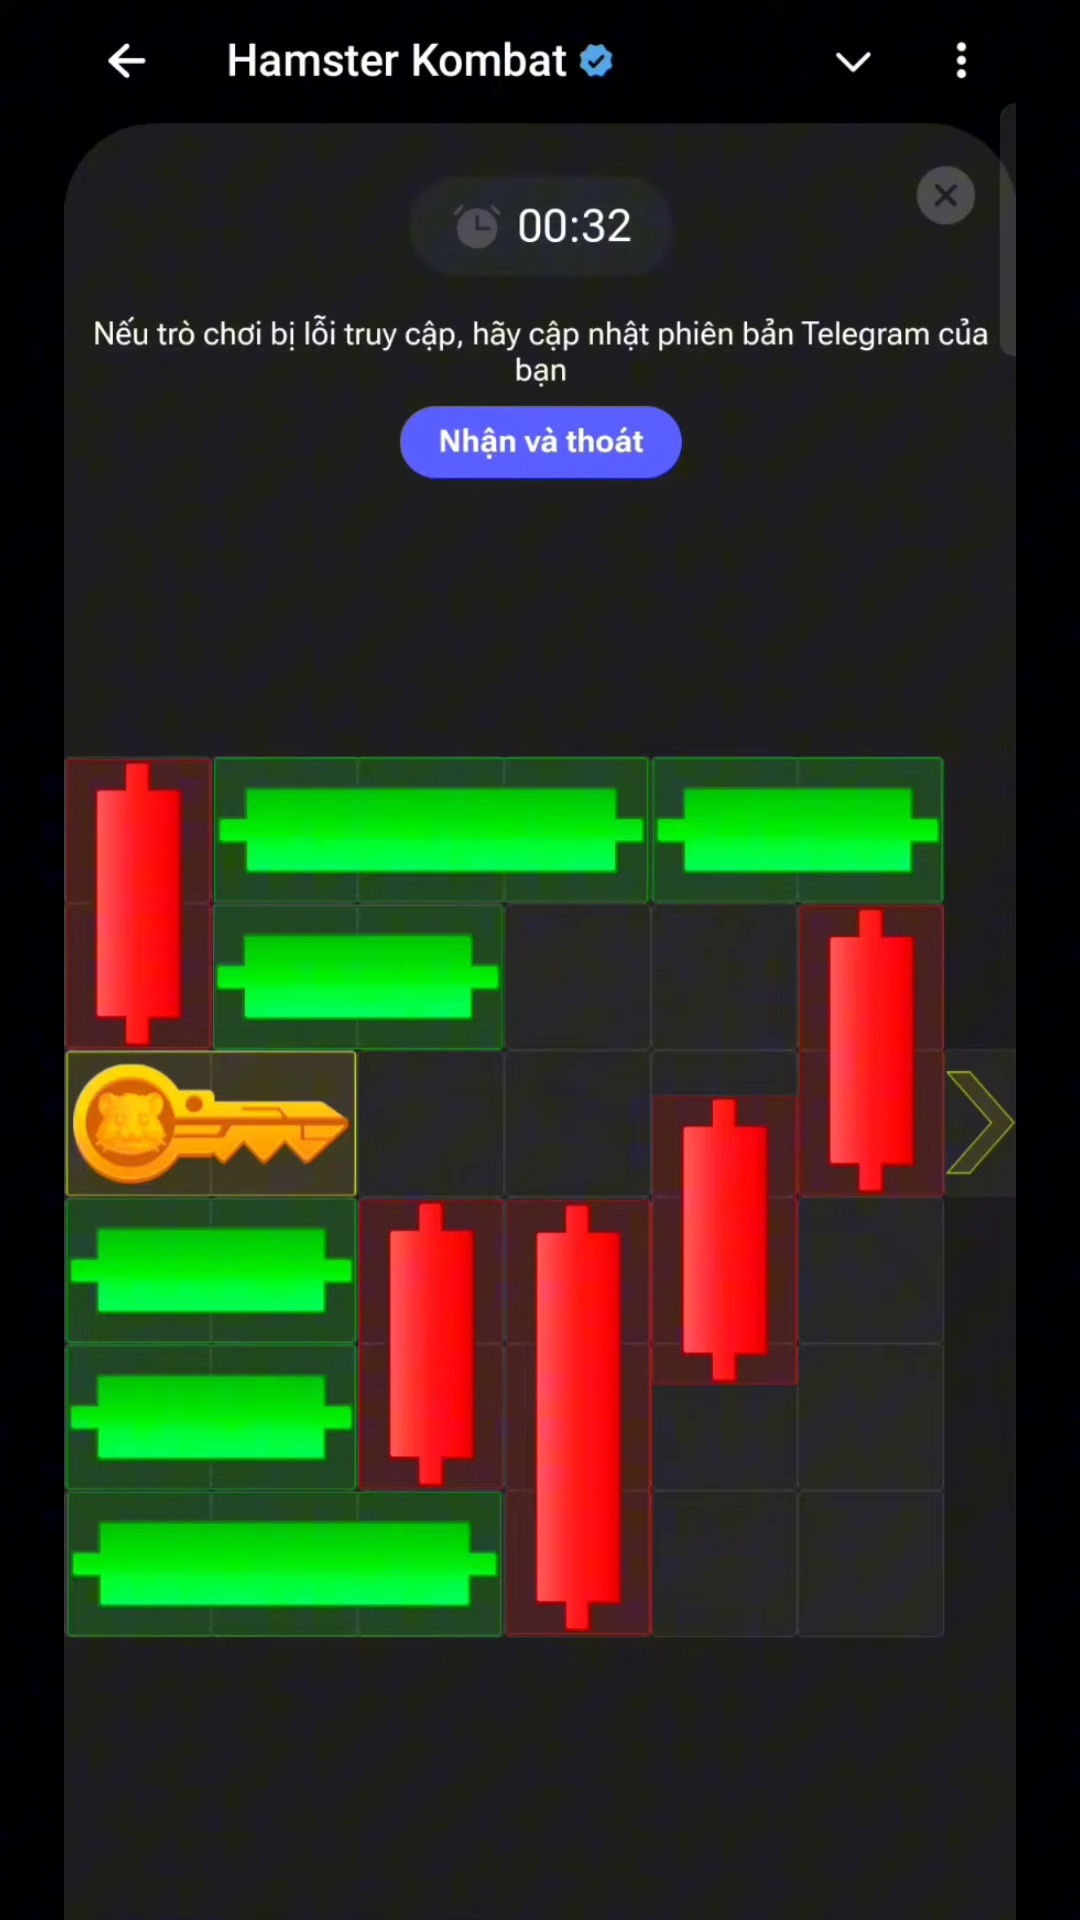 Hamster Kombat
00:32
Nếu trò chơi bị lỗi truy cập, hãy cập nhật phiên bản Telegram của
bạn
Nhận và thoát